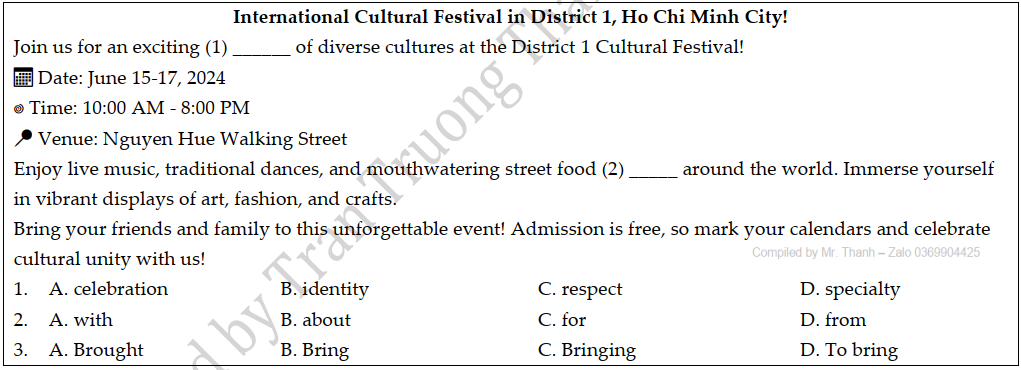 International Cultural Festival in District 1, Ho Chi Minh City!
Join us for an exciting (1) ______ of diverse cultures at the District 1 Cultural Festival!
Date: June 15-17, 2024
Time: 10:00 AM - 8:00 PM
Venue: Nguyen Hue Walking Street
Enjoy live music, traditional dances, and mouthwatering street food (2) _____ around the world. Immerse yourself
in vibrant displays of art, fashion, and crafts.
Bring your friends and family to this unforgettable event! Admission is free, so mark your calendars and celebrate
cultural unity with us!
Compiled by Mr. Thanh – Zalo 0369904425
1. A. celebration B. identity C. respect D. specialty
2. A. with B. about C. for D. from
3. A. Brought B. Bring C. Bringing D. To bring
by Tran Truong